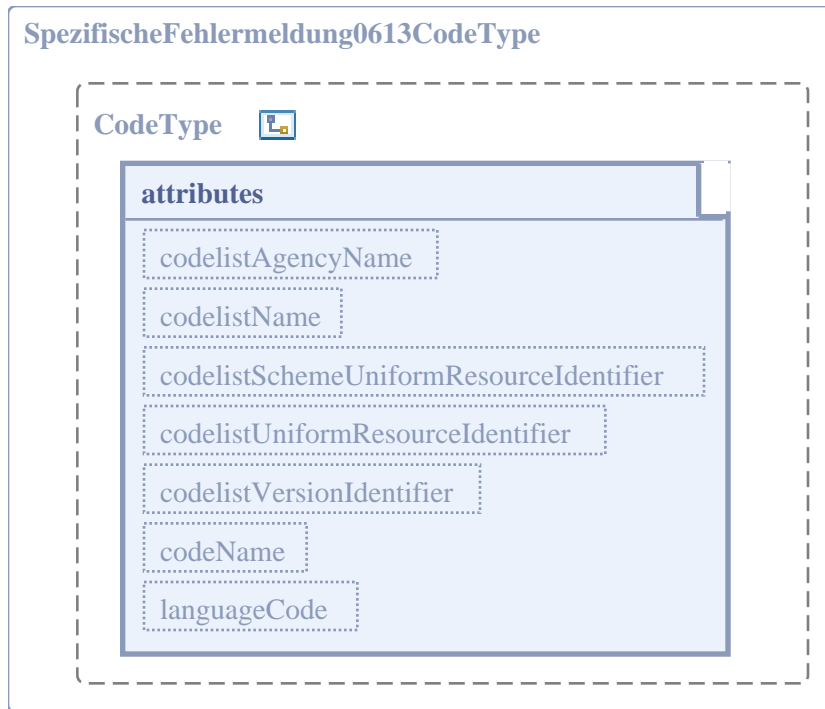 SpezifischeFehlermeldung0613CodeType
CodeType
attributes
codelistAgencyName
codelistName
codelistSchemeUniformResourceIdentifier
codelistUniformResourceIdentifier
codelistVersionIdentifier
codeName
languageCode